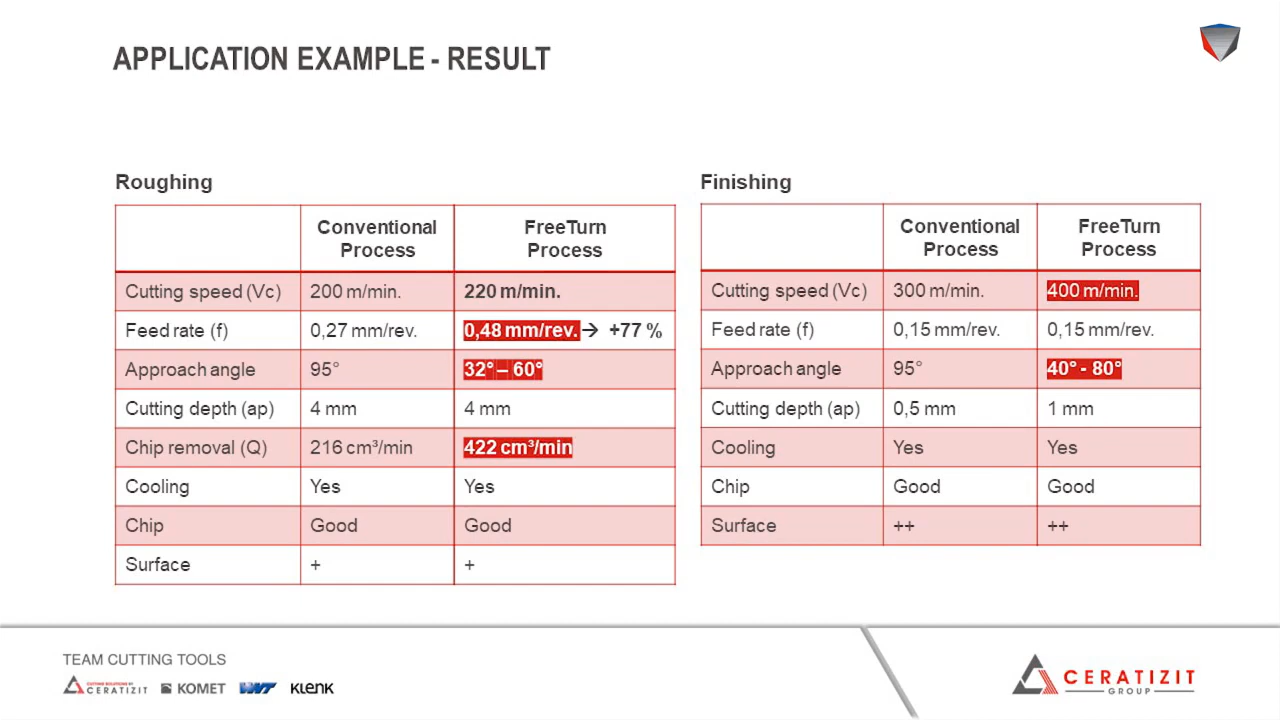 APPLICATION EXAMPLE - RESULT
Roughing
Conventional Process FreeTurn Process
Cutting speed (Vc) 200 m/min. 220 m/min.
Feed rate (f) 0,27 mm/rev. 0,48 mm/rev. → +77 %
Approach angle 95° 32° – 60°
Cutting depth (ap) 4 mm 4 mm
Chip removal (Q) 216 cm³/min 422 cm³/min
Cooling Yes Yes
Chip Good Good
Surface + +
Finishing
Conventional Process FreeTurn Process
Cutting speed (Vc) 300 m/min. 400 m/min.
Feed rate (f) 0,15 mm/rev. 0,15 mm/rev.
Approach angle 95° 40° - 80°
Cutting depth (ap) 0,5 mm 1 mm
Cooling Yes Yes
Chip Good Good
Surface ++ ++
TEAM CUTTING TOOLS
CUTTING SOLUTIONS BY
CERATIZIT KOMET WNT KLENK
CERATIZIT
GROUP